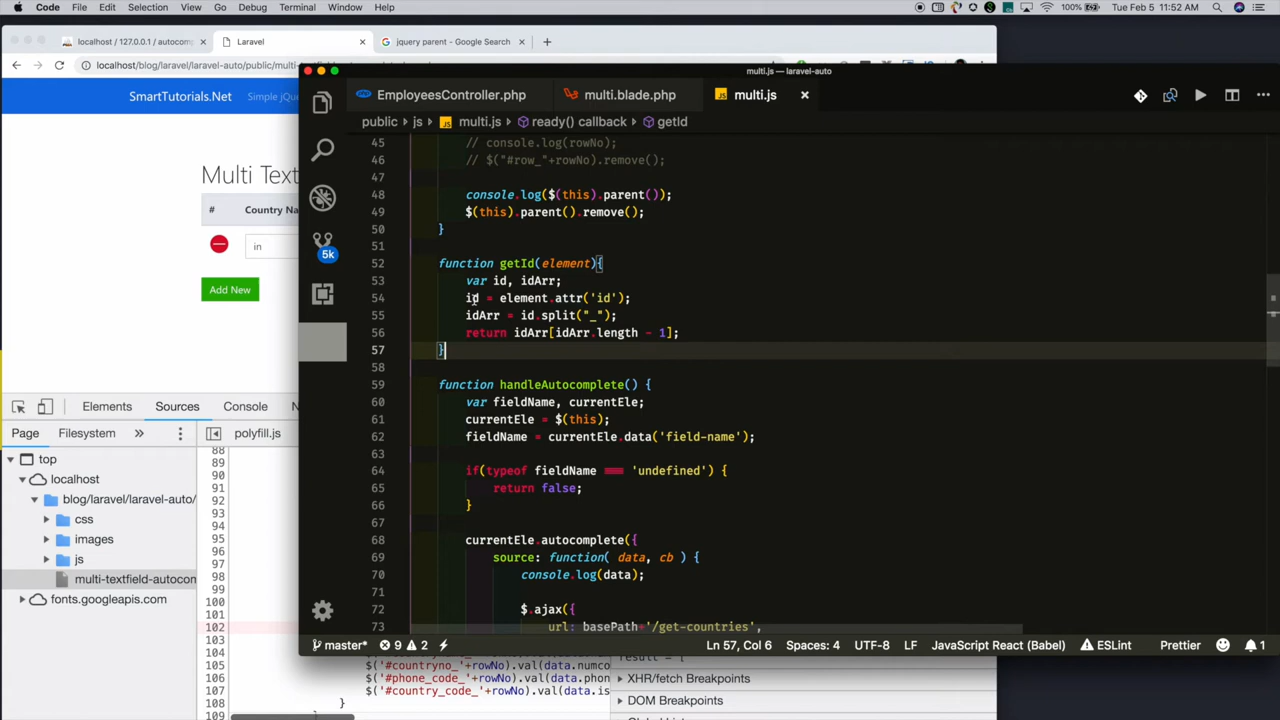 Code File Edit Selection View Go Debug Terminal Window Help 100% Tue Feb 5 11:52 AM
localhost / 127.0.0.1 / autocomp Laravel jquery parent - Google Search
localhost/blog/laravel/laravel-auto/public/multi-
SmartTutorials.Net Simple jQ
Multi Text
# Country Na
in
Add New
Elements Sources Console N
Page Filesystem polyfill.js
top
localhost
blog/laravel/laravel-auto/
css
images
js
multi-textfield-autocom
fonts.googleapis.com
88
89
90
91
92
93
94
95
96
97
98
99
100
101
102
103
104
105 $('#countryno_'+rowNo).val(data.numco
106 $('#phone_code_'+rowNo).val(data.phon
107 $('#country_code_'+rowNo).val(data.is
108 }
109
XHR/fetch Breakpoints
DOM Breakpoints
multi.js — laravel-auto
EmployeesController.php multi.blade.php multi.js
public › js › multi.js › ready() callback › getId
5k
45 // console.log(rowNo);
46 // $("#row_"+rowNo).remove();
47
48 console.log($(this).parent());
49 $(this).parent().remove();
50 }
51
52 function getId(element){
53 var id, idArr;
54 id = element.attr('id');
55 idArr = id.split("_");
56 return idArr[idArr.length - 1];
57 }
58
59 function handleAutocomplete() {
60 var fieldName, currentEle;
61 currentEle = $(this);
62 fieldName = currentEle.data('field-name');
63
64 if(typeof fieldName === 'undefined') {
65 return false;
66 }
67
68 currentEle.autocomplete({
69 source: function( data, cb ) {
70 console.log(data);
71
72 $.ajax({
73 url: basePath+'/get-countries',
master* 9 2 Ln 57, Col 6 Spaces: 4 UTF-8 LF JavaScript React (Babel) ESLint Prettier 1